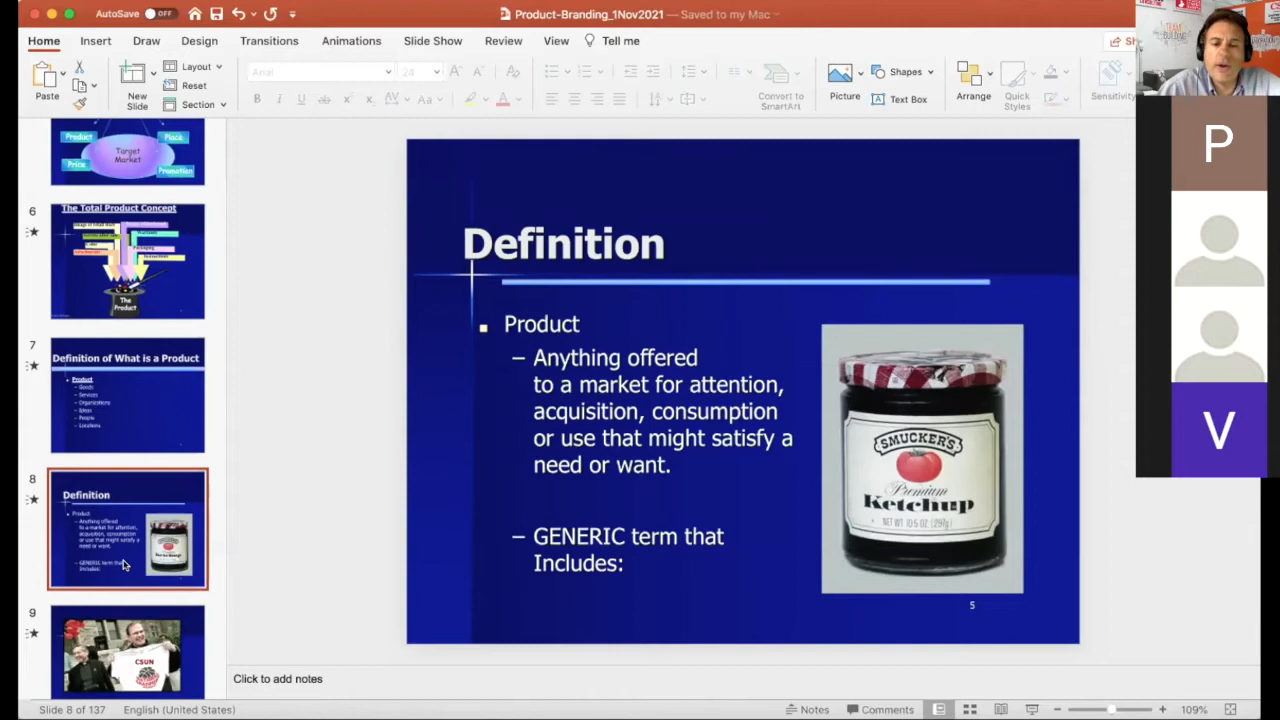 AutoSave OFF
Product-Branding_1Nov2021 — Saved to my Mac
Home Insert Draw Design Transitions Animations Slide Show Review View Tell me
Paste
New
Slide
Layout
Reset
Section
Arial
24
Convert to
SmartArt
Picture
Shapes
Text Box
Arrange
Quick
Styles
Sensitivity
Product
Place
Target
Market
Price
Promotion
6
The Total Product Concept
The
Product
7
Definition of What is a Product
Product
– Goods
– Services
– Organizations
– Ideas
– People
– Locations
8
Definition
Product
– Anything offered
to a market for attention,
acquisition, consumption
or use that might satisfy a
need or want.
– GENERIC term that
Includes:
9
CSUN
Definition
Product
– Anything offered
to a market for attention,
acquisition, consumption
or use that might satisfy a
need or want.
– GENERIC term that
Includes:
SMUCKER'S
Premium
Ketchup
NET WT 10.5 OZ. (297g)
5
P
V
Click to add notes
Slide 8 of 137
English (United States)
Notes
Comments
109%